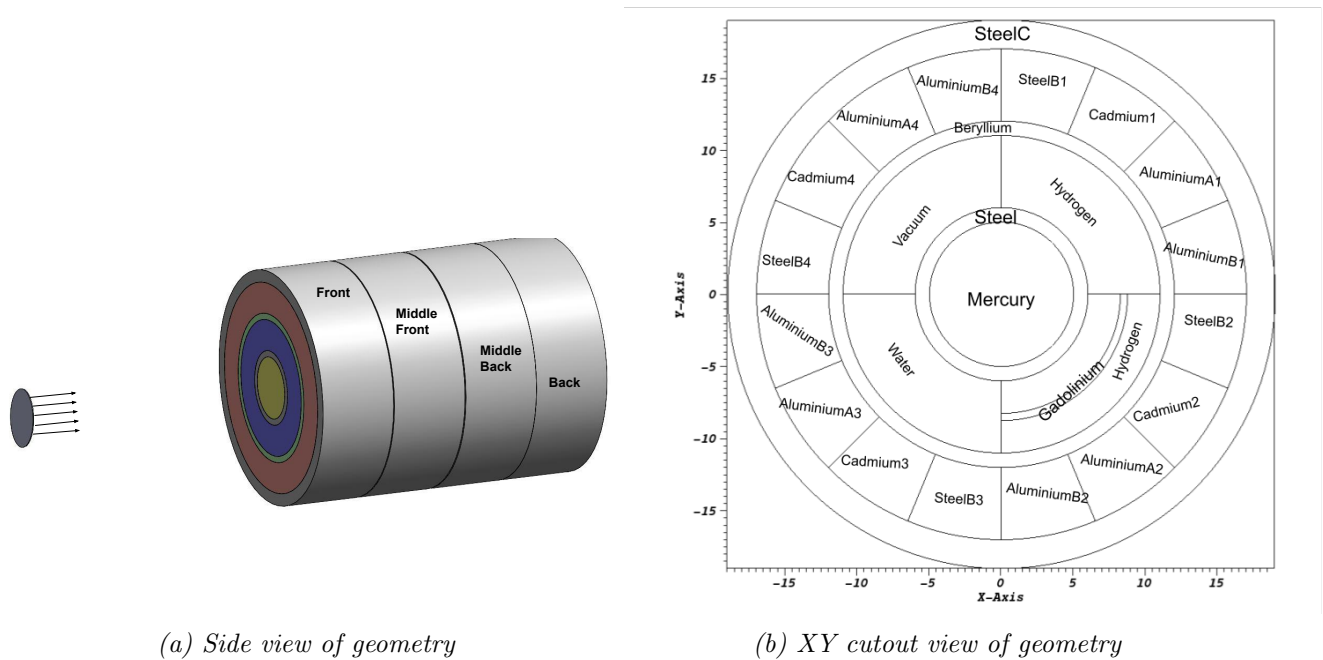 Front
Middle
Front
Middle
Back
Back
(a) Side view of geometry
SteelC
AluminiumB4
SteelB1
AluminiumA4
Cadmium1
Beryllium
Cadmium4
AluminiumA1
Hydrogen
Vacuum
Steel
SteelB4
AluminiumB1
Mercury
AluminiumB3
SteelB2
Water
Hydrogen
Gadolinium
AluminiumA3
Cadmium2
Cadmium3
AluminiumA2
SteelB3
AluminiumB2
Y-Axis
15
10
5
0
-5
-10
-15
-15 -10 -5 0 5 10 15
X-Axis
(b) XY cutout view of geometry